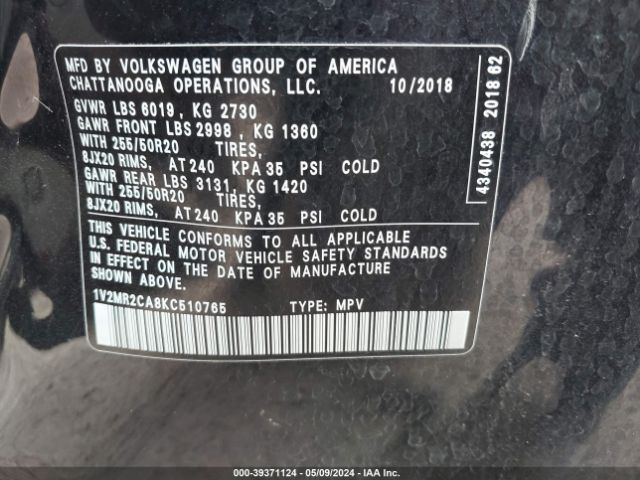 MFD BY VOLKSWAGEN GROUP OF AMERICA
CHATTANOOGA OPERATIONS, LLC. 10/2018
GVWR LBS 6019, KG 2730
GAWR FRONT LBS 2998, KG 1360
WITH 255/50R20 TIRES,
8JX20 RIMS, AT 240 KPA 35 PSI COLD
GAWR REAR LBS 3131, KG 1420
WITH 255/50R20 TIRES,
8JX20 RIMS, AT 240 KPA 35 PSI COLD
THIS VEHICLE CONFORMS TO ALL APPLICABLE
U.S. FEDERAL MOTOR VEHICLE SAFETY STANDARDS
IN EFFECT ON THE DATE OF MANUFACTURE
SHOWN ABOVE.
1V2MR2CA8KC510765 TYPE: MPV
4340438 2018 62
000-39371124 - 05/09/2024 - IAA Inc.